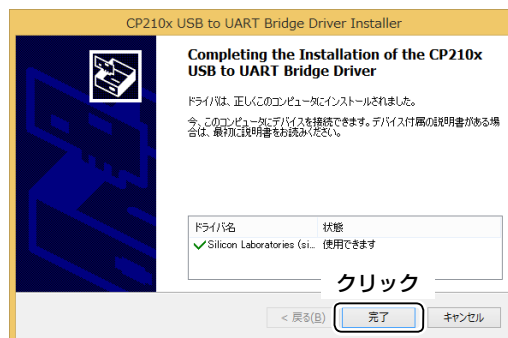 CP210x USB to UART Bridge Driver Installer
Completing the Installation of the CP210x
USB to UART Bridge Driver
ドライバは、正しくこのコンピュータにインストールされました。
今、このコンピュータにデバイスを接続できます。デバイス付属の説明書がある場
合は、最初に説明書をお読みください。
ドライバ名 状態
Silicon Laboratories (si... 使用できます
クリック
< 戻る(B) 完了 キャンセル